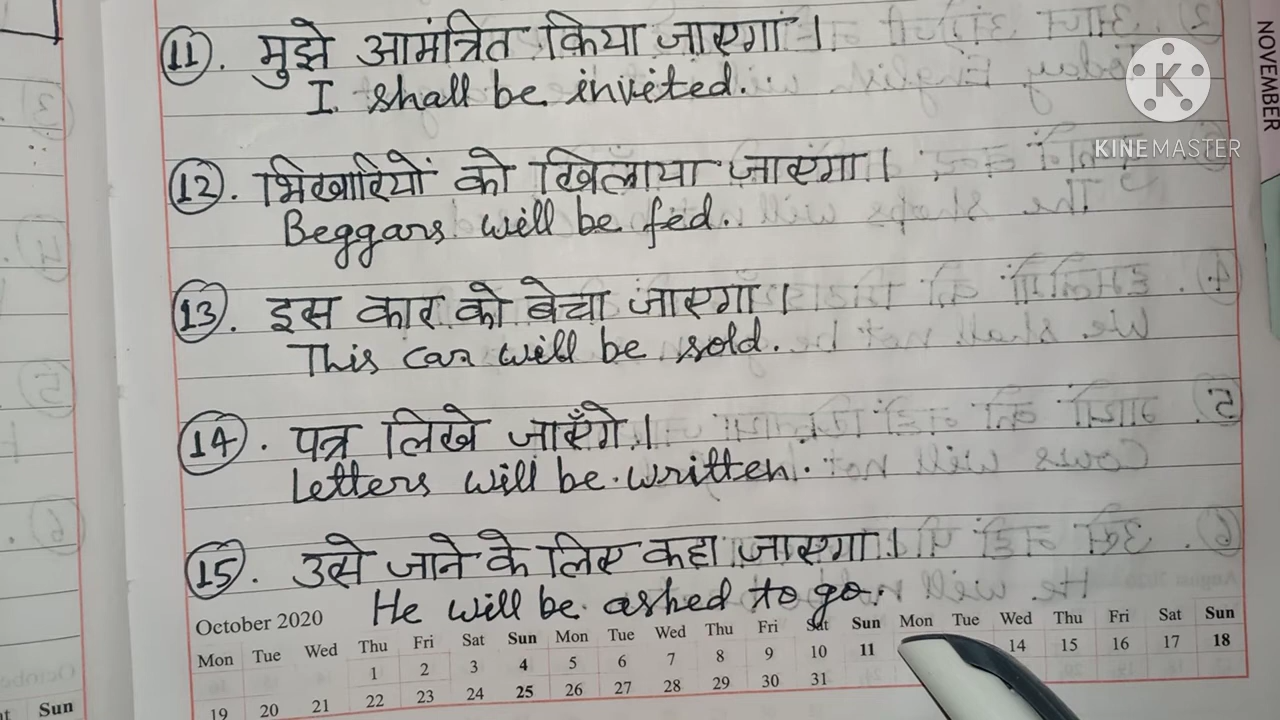 NOVEMBER
KINEMASTER
11. मुझे आमंत्रित किया जाएगा।
I shall be invited.
12. भिखारियों को खिलाया जाएगा।
Beggars will be fed.
13. इस कार को बेचा जाएगा।
This car will be sold.
14. पत्र लिखे जाएँगे।
Letters will be written.
15. उसे जाने के लिए कहा जाएगा।
He will be asked to go.
October 2020
Mon Tue Wed Thu Fri Sat Sun Mon Tue Wed Thu Fri Sat Sun Mon Tue Wed Thu Fri Sat Sun
1 2 3 4 5 6 7 8 9 10 11 14 15 16 17 18
19 20 21 22 23 24 25 26 27 28 29 30 31
Sun